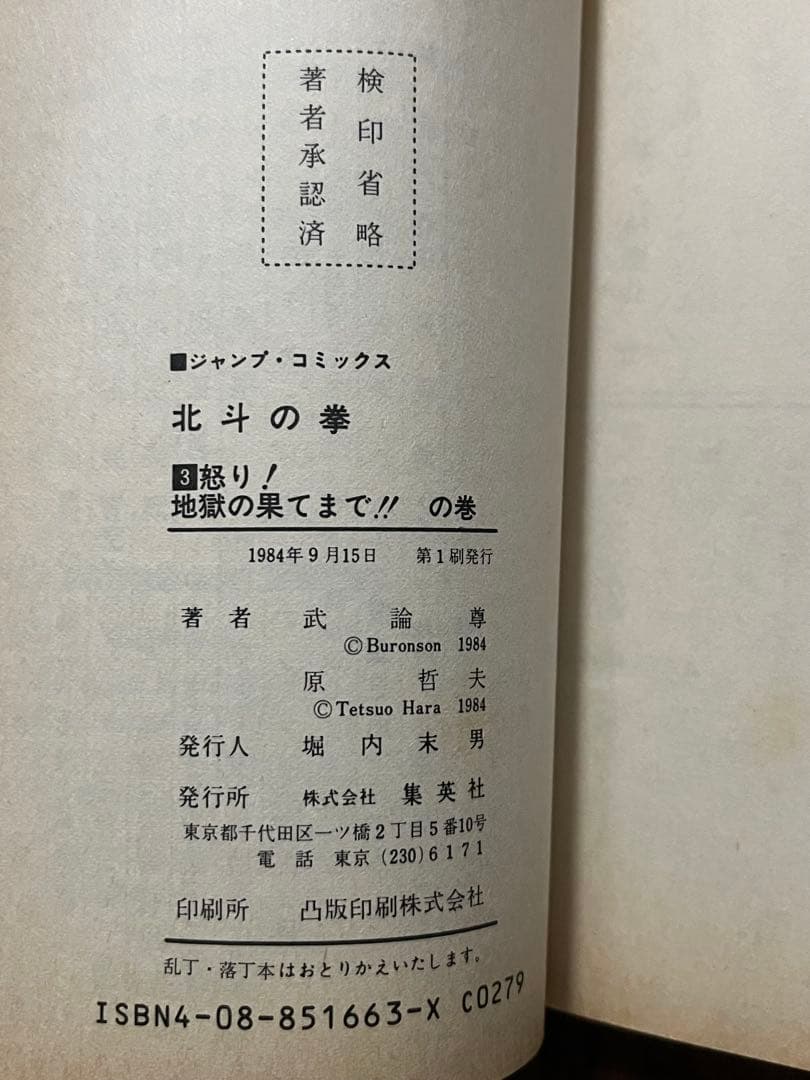 検印省略
著者承認済
■ジャンプ・コミックス
北斗の拳
3 怒り!
地獄の果てまで!! の巻
1984年9月15日 第1刷発行
著者 武論尊
©Buronson 1984
原哲夫
©Tetsuo Hara 1984
発行人 堀内末男
発行所 株式会社 集英社
東京都千代田区一ツ橋2丁目5番10号
電話 東京(230)6171
印刷所 凸版印刷株式会社
乱丁・落丁本はおとりかえいたします。
ISBN4-08-851663-X C0279